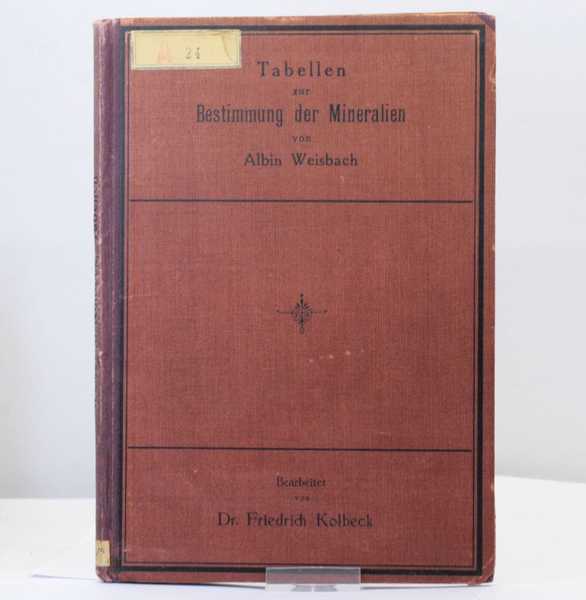 24
Tabellen
zur
Bestimmung der Mineralien
von
Albin Weisbach
Bearbeitet
von
Dr. Friedrich Kolbeck